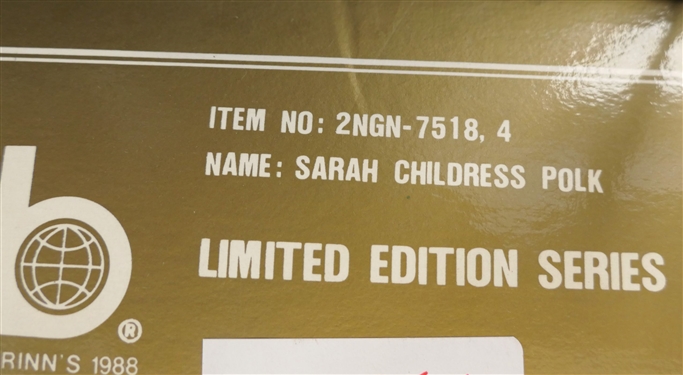 ITEM NO: 2NGN-7518, 4
NAME: SARAH CHILDRESS POLK
LIMITED EDITION SERIES
b ®
RINN'S 1988